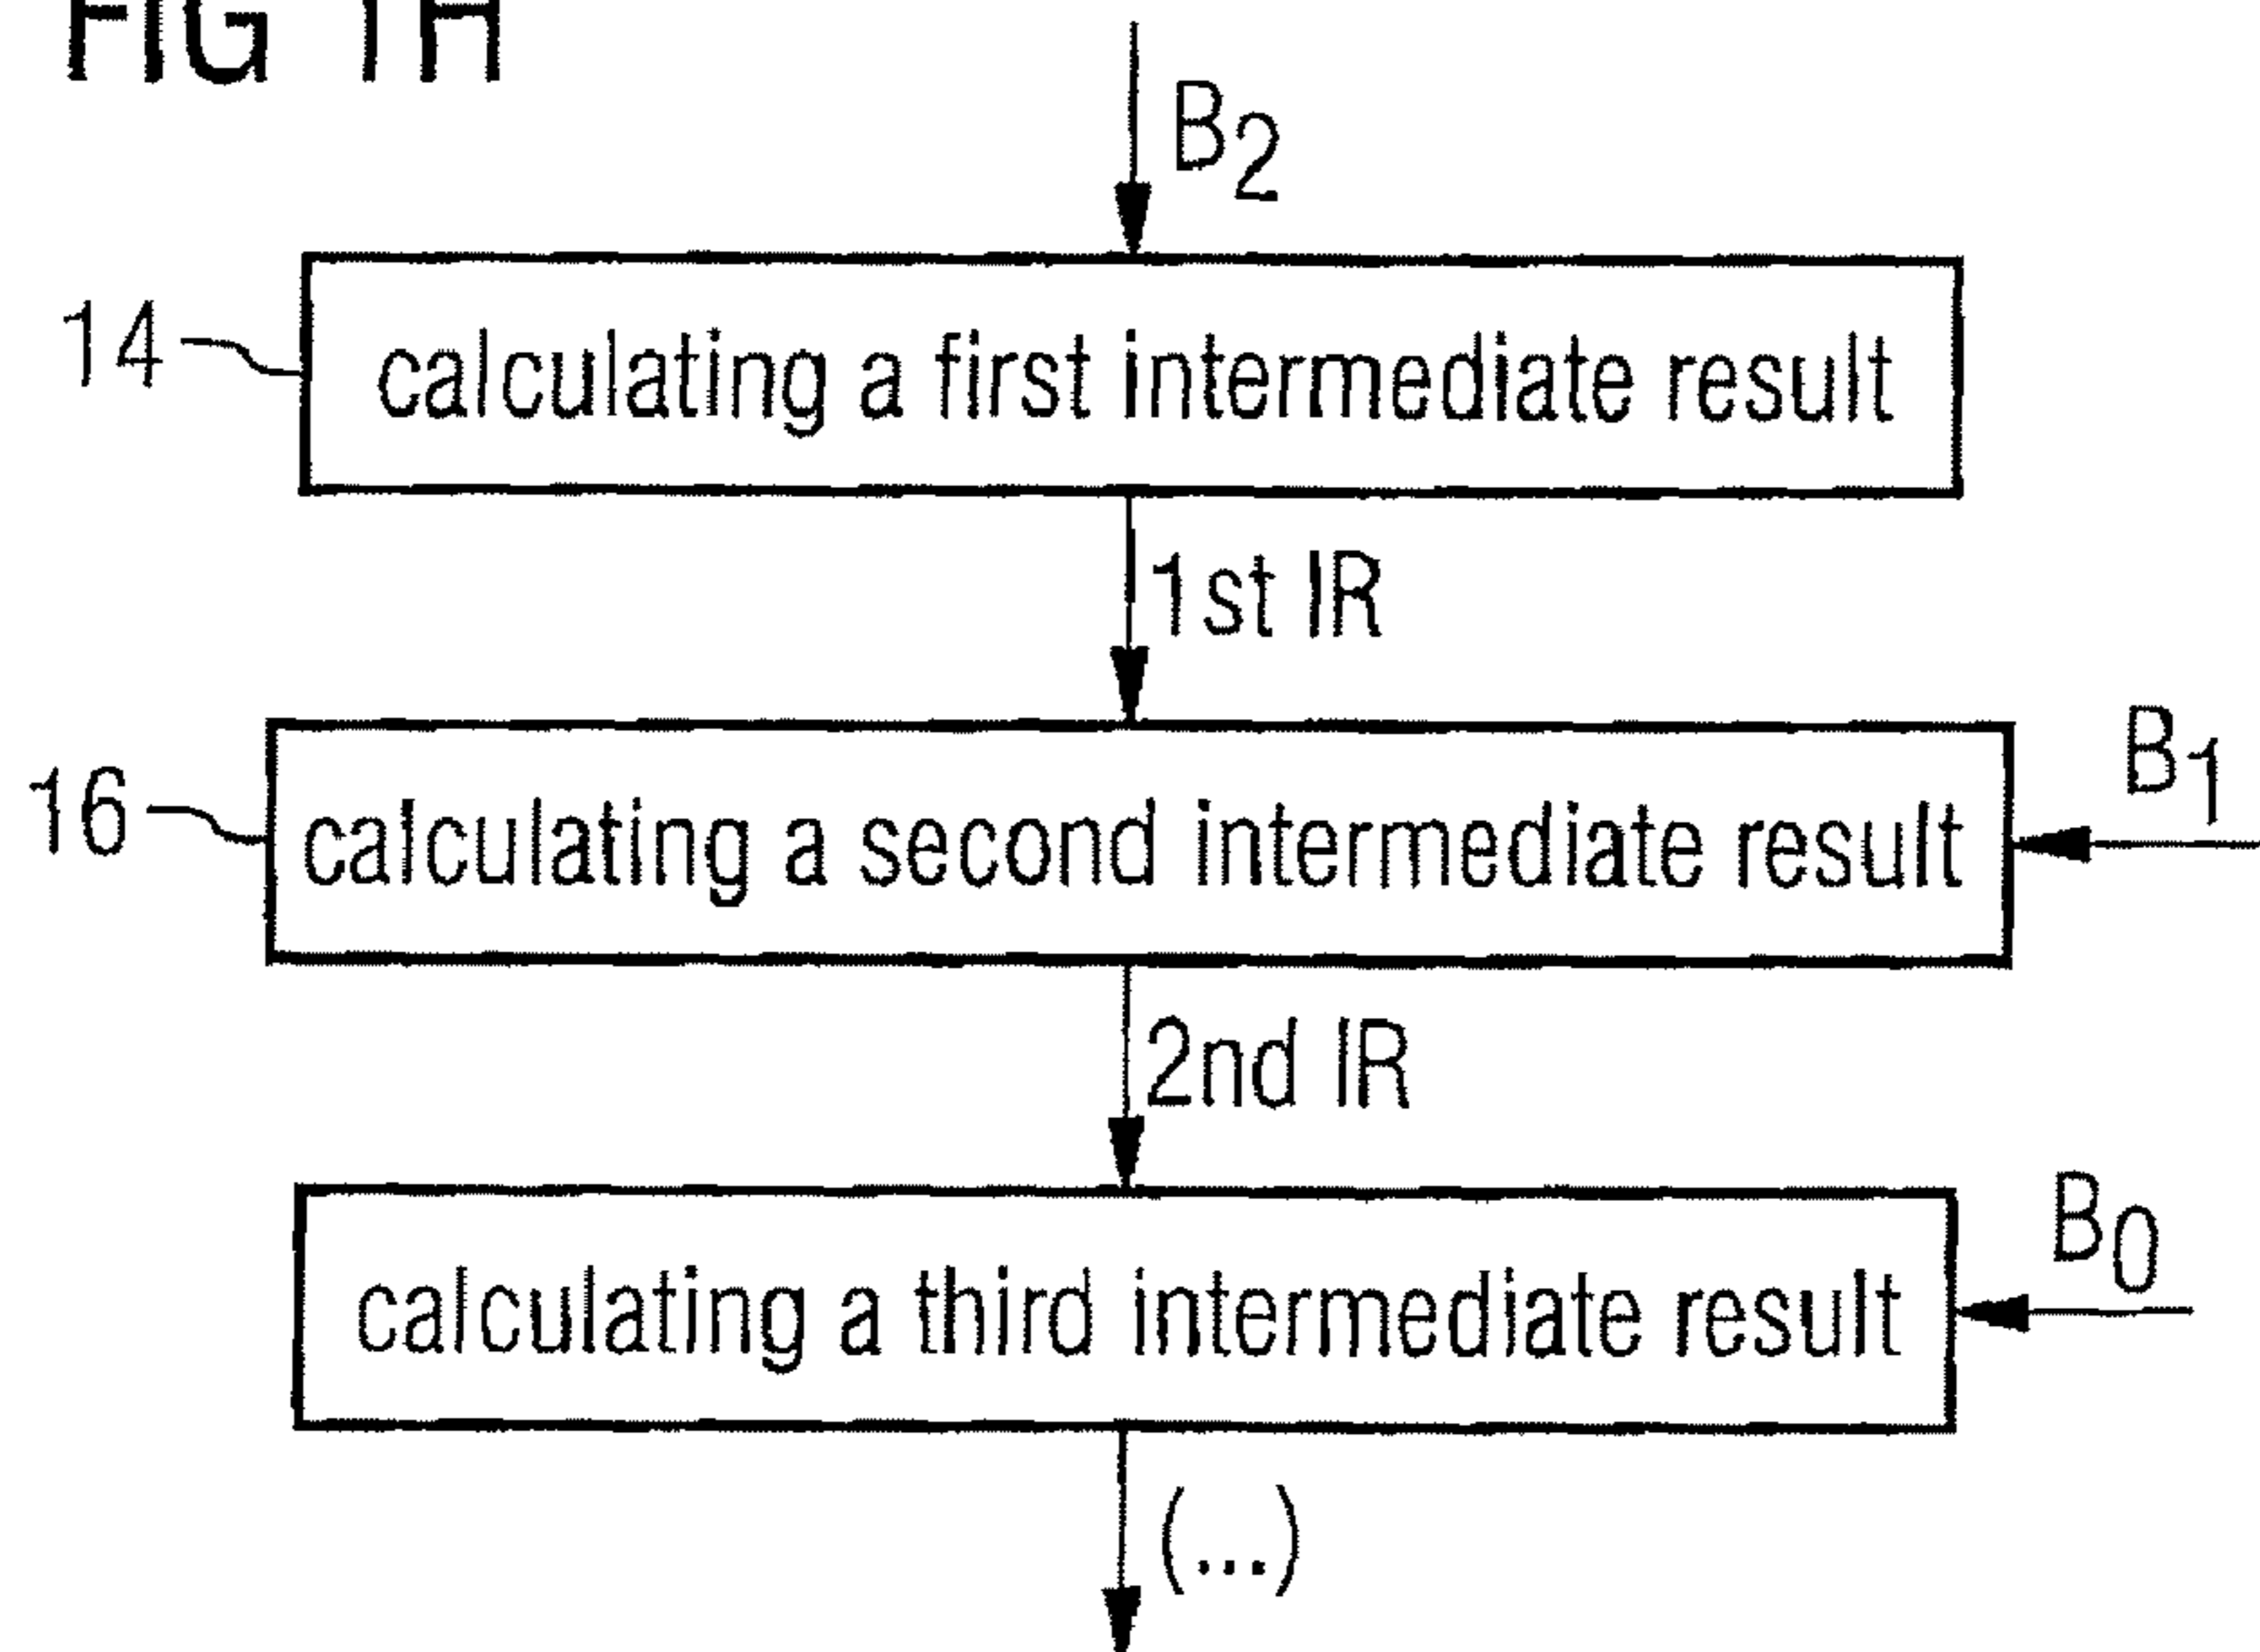 FIG 1A
B2
14
calculating a first intermediate result
1st IR
B1
16
calculating a second intermediate result
2nd IR
B0
calculating a third intermediate result
(...)